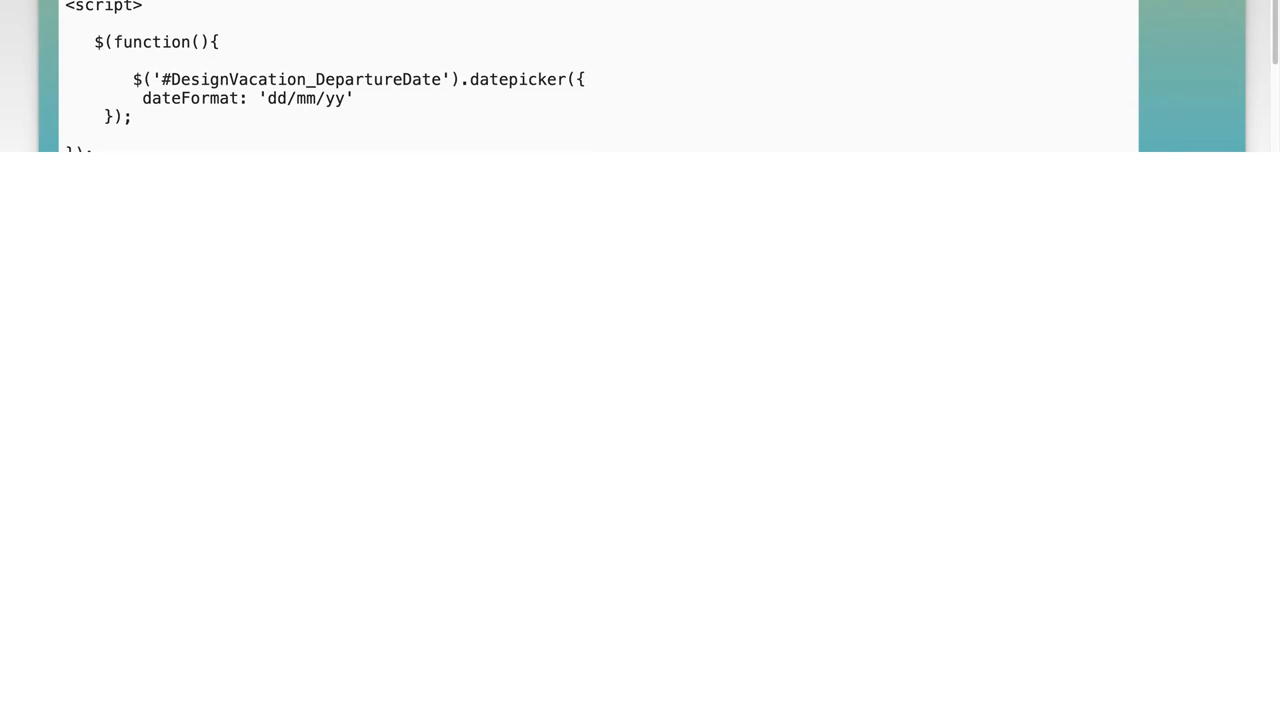 <script>
$(function(){
$('#DesignVacation_DepartureDate').datepicker({
dateFormat: 'dd/mm/yy'
});
});